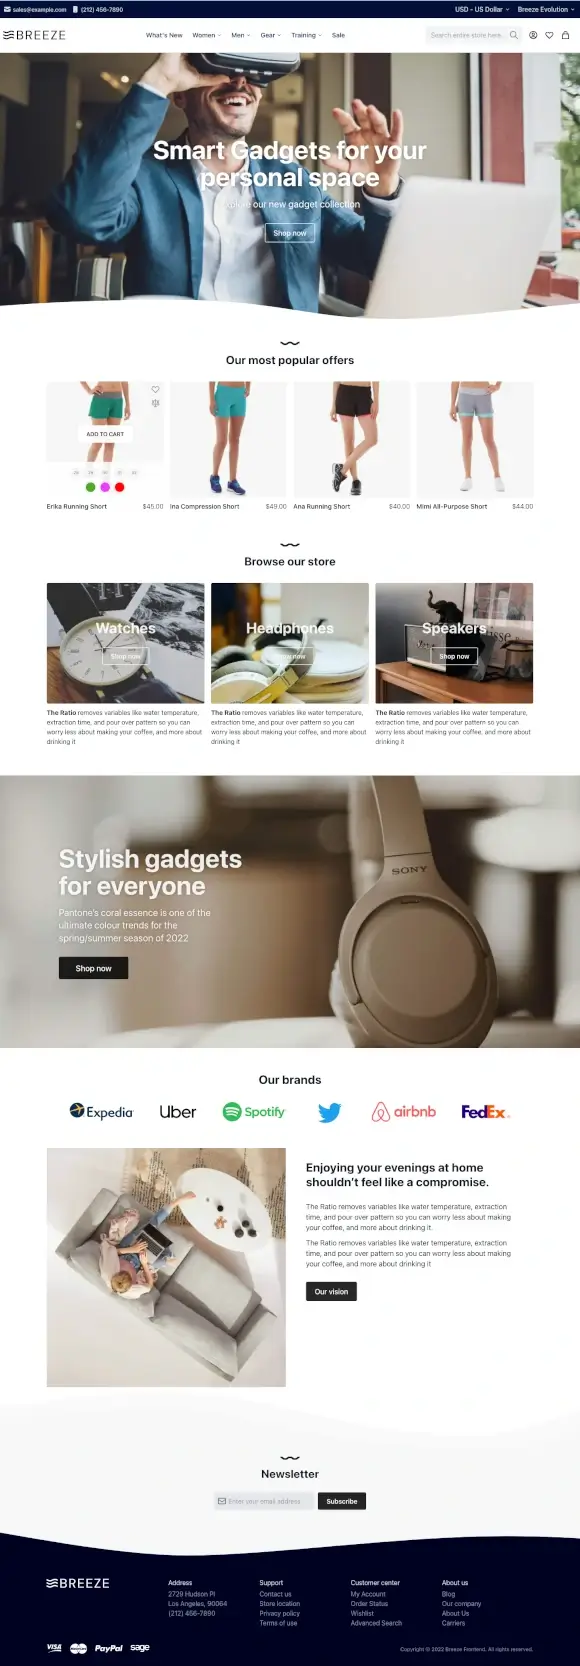 sales@example.com (212) 456-7890 USD - US Dollar Breeze Evolution
BREEZE What's New Women Men Gear Training Sale Search entire store here...
Smart Gadgets for your
personal space
Explore our new gadget collection
Shop now
Our most popular offers
ADD TO CART
Erika Running Short $45.00 Ina Compression Short $49.00 Ana Running Short $40.00 Mimi All-Purpose Short $44.00
Browse our store
Watches Headphones Speakers
Shop now Shop now Shop now
The Ratio removes variables like water temperature, The Ratio removes variables like water temperature, The Ratio removes variables like water temperature,
extraction time, and pour over pattern so you can extraction time, and pour over pattern so you can extraction time, and pour over pattern so you can
worry less about making your coffee, and more about worry less about making your coffee, and more about worry less about making your coffee, and more about
drinking it drinking it drinking it
SONY
Stylish gadgets
for everyone
Pantone's coral essence is one of the
ultimate colour trends for the
spring/summer season of 2022
Shop now
Our brands
Expedia Uber Spotify airbnb FedEx
Enjoying your evenings at home
shouldn't feel like a compromise.
The Ratio removes variables like water temperature, extraction
time, and pour over pattern so you can worry less about making
your coffee, and more about drinking it
The Ratio removes variables like water temperature, extraction
time, and pour over pattern so you can worry less about making
your coffee, and more about drinking it
Our vision
Newsletter
Enter your email address Subscribe
BREEZE Address Support Customer center About us
2729 Hudson Pl Contact us My Account Blog
Los Angeles, 90064 Store location Order Status Our company
(212) 456-7890 Privacy policy Wishlist About Us
Terms of use Advanced Search Carriers
VISA MasterCard PayPal sage Copyright © 2022 Breeze Frontend. All rights reserved.